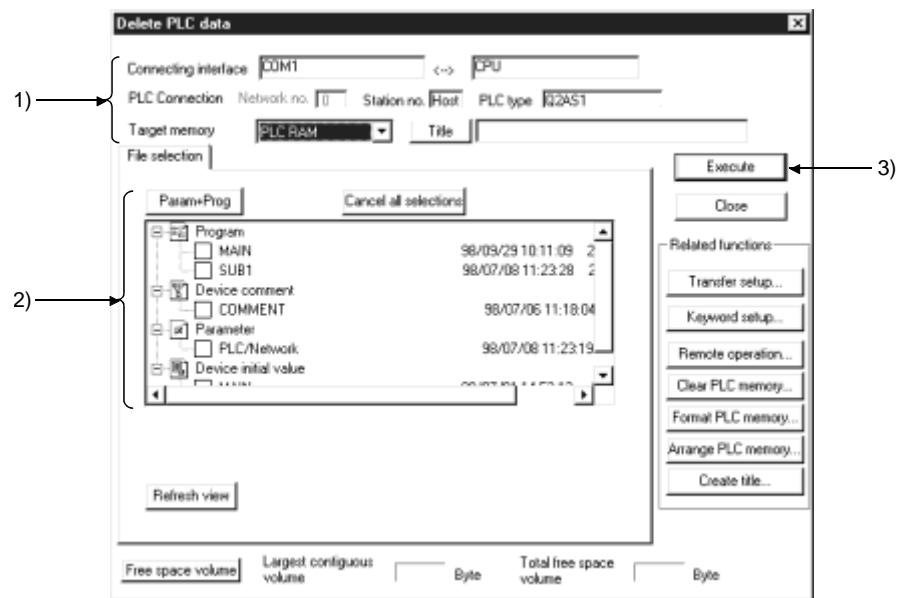 Delete PLC data
1)
Connecting interface COM1 <--> CPU
PLC Connection Network no. 0 Station no. Host PLC type Q2AS1
Target memory PLC RAM Title
File selection
Execute
3)
Close
2)
Param+Prog Cancel all selections
Program
MAIN 98/09/29 10:11:09 2
SUB1 98/07/08 11:23:28 2
Device comment
COMMENT 98/07/06 11:18:04
Parameter
PLC/Network 98/07/08 11:23:19
Device initial value
MAIN
Related functions
Transfer setup...
Keyword setup...
Remote operation...
Clear PLC memory...
Format PLC memory...
Arrange PLC memory...
Create title...
Refresh view
Free space volume
Largest contiguous
volume Byte
Total free space
volume Byte